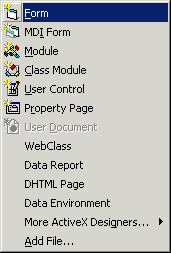 Form
MDI Form
Module
Class Module
User Control
Property Page
User Document
WebClass
Data Report
DHTML Page
Data Environment
More ActiveX Designers...
Add File...